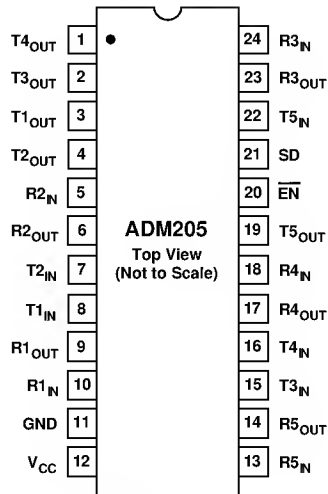 T4OUT 1 24 R3IN
T3OUT 2 23 R3OUT
T1OUT 3 22 T5IN
T2OUT 4 21 SD
R2IN 5 20 EN
R2OUT 6 19 T5OUT
T2IN 7 18 R4IN
T1IN 8 17 R4OUT
R1OUT 9 16 T4IN
R1IN 10 15 T3IN
GND 11 14 R5OUT
VCC 12 13 R5IN
ADM205
Top View
(Not to Scale)